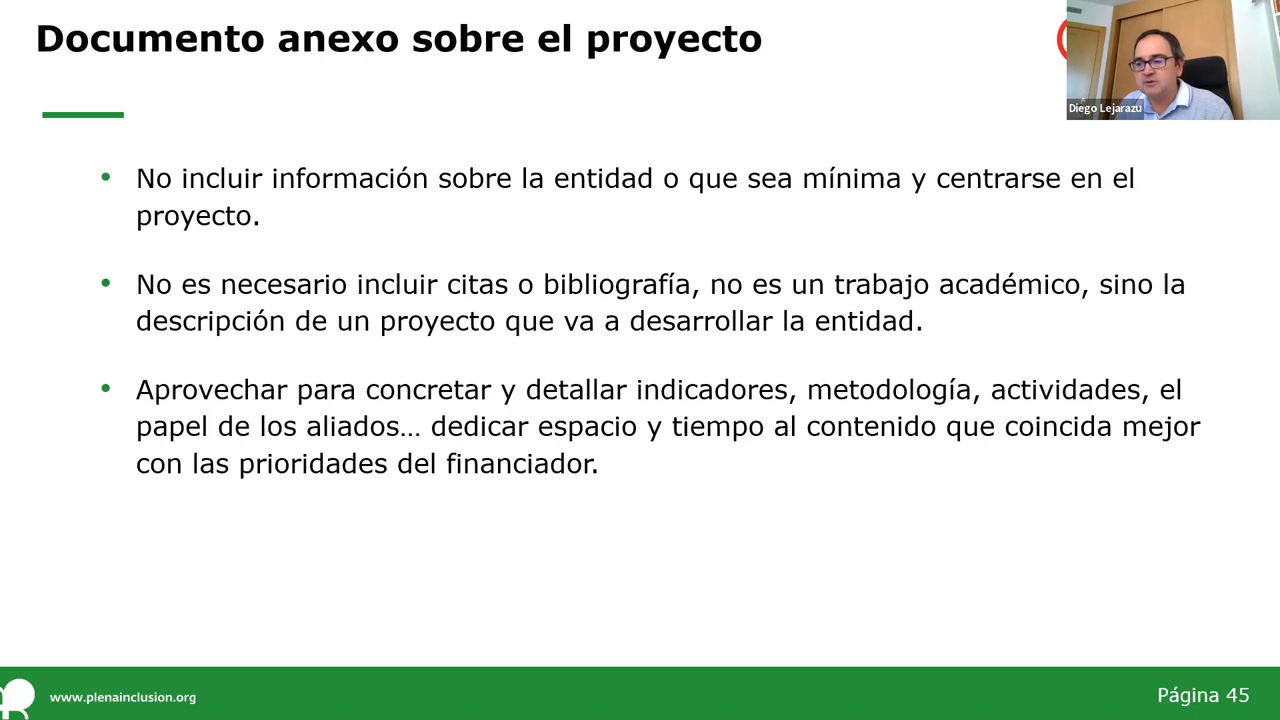 Documento anexo sobre el proyecto
Diego Lejarazu
• No incluir información sobre la entidad o que sea mínima y centrarse en el
proyecto.
• No es necesario incluir citas o bibliografía, no es un trabajo académico, sino la
descripción de un proyecto que va a desarrollar la entidad.
• Aprovechar para concretar y detallar indicadores, metodología, actividades, el
papel de los aliados… dedicar espacio y tiempo al contenido que coincida mejor
con las prioridades del financiador.
www.plenainclusion.org
Página 45